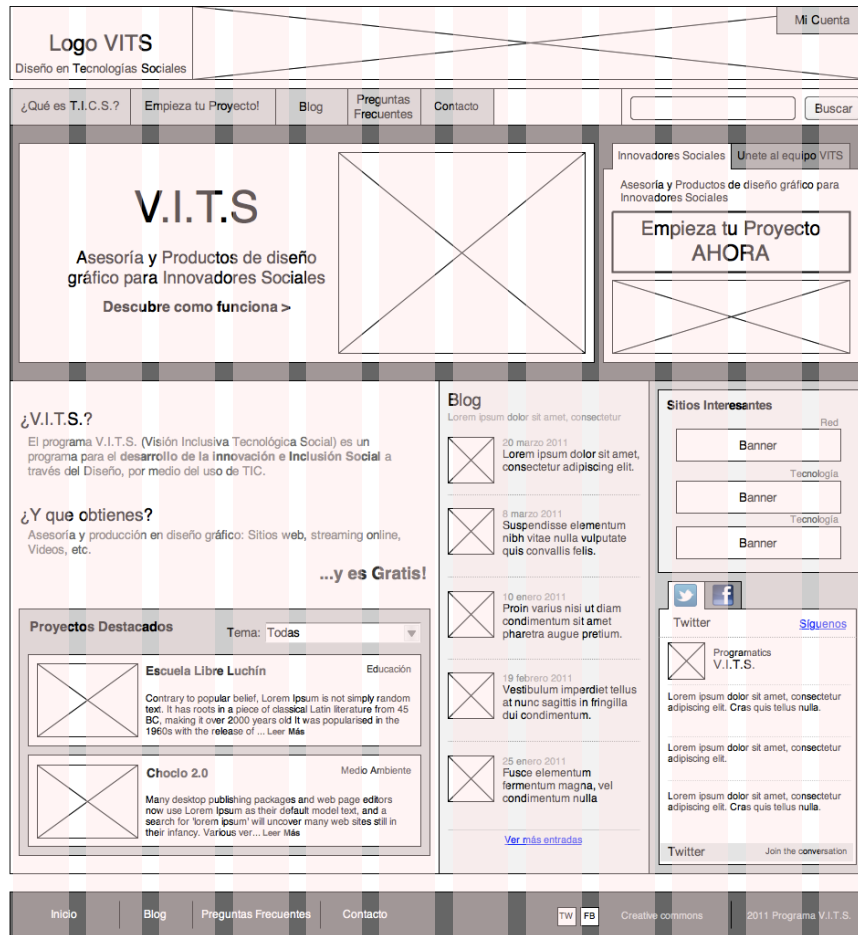 Mi Cuenta
Logo VITS
Diseño en Tecnologías Sociales
¿Qué es T.I.C.S.?
Empieza tu Proyecto!
Blog
Preguntas
Frecuentes
Contacto
Buscar
V.I.T.S
Asesoría y Productos de diseño
gráfico para Innovadores Sociales
Descubre como funciona >
Innovadores Sociales
Unete al equipo VITS
Asesoría y Productos de diseño gráfico para
Innovadores Sociales
Empieza tu Proyecto
AHORA
¿V.I.T.S.?
El programa V.I.T.S. (Visión Inclusiva Tecnológica Social) es un
programa para el desarrollo de la innovación e Inclusión Social a
través del Diseño, por medio del uso de TIC.
¿Y que obtienes?
Asesoría y producción en diseño gráfico: Sitios web, streaming online,
Videos, etc.
...y es Gratis!
Proyectos Destacados
Tema: Todas
Escuela Libre Luchín
Educación
Contrary to popular belief, Lorem Ipsum is not simply random
text. It has roots in a piece of classical Latin literature from 45
BC, making it over 2000 years old It was popularised in the
1960s with the release of ... Leer Más
Choclo 2.0
Medio Ambiente
Many desktop publishing packages and web page editors
now use Lorem Ipsum as their default model text, and a
search for 'lorem ipsum' will uncover many web sites still in
their infancy. Various ver... Leer Más
Blog
Lorem ipsum dolor sit amet, consectetur
20 marzo 2011
Lorem ipsum dolor sit amet,
consectetur adipiscing elit.
8 marzo 2011
Suspendisse elementum
nibh vitae nulla vulputate
quis convallis felis.
10 enero 2011
Proin varius nisi ut diam
condimentum sit amet
pharetra augue pretium.
19 febrero 2011
Vestibulum imperdiet tellus
at nunc sagittis in fringilla
dui condimentum.
25 enero 2011
Fusce elementum
fermentum magna, vel
condimentum nulla
Ver más entradas
Sitios Interesantes
Red
Banner
Tecnología
Banner
Tecnología
Banner
Twitter
Síguenos
Programatics
V.I.T.S.
Lorem ipsum dolor sit amet, consectetur
adipiscing elit. Cras quis tellus nulla.
Lorem ipsum dolor sit amet, consectetur
adipiscing elit.
Lorem ipsum dolor sit amet, consectetur
adipiscing elit. Cras quis tellus nulla.
Twitter
Join the conversation
Inicio
Blog
Preguntas Frecuentes
Contacto
TW
FB
Creative commons
2011 Programa V.I.T.S.